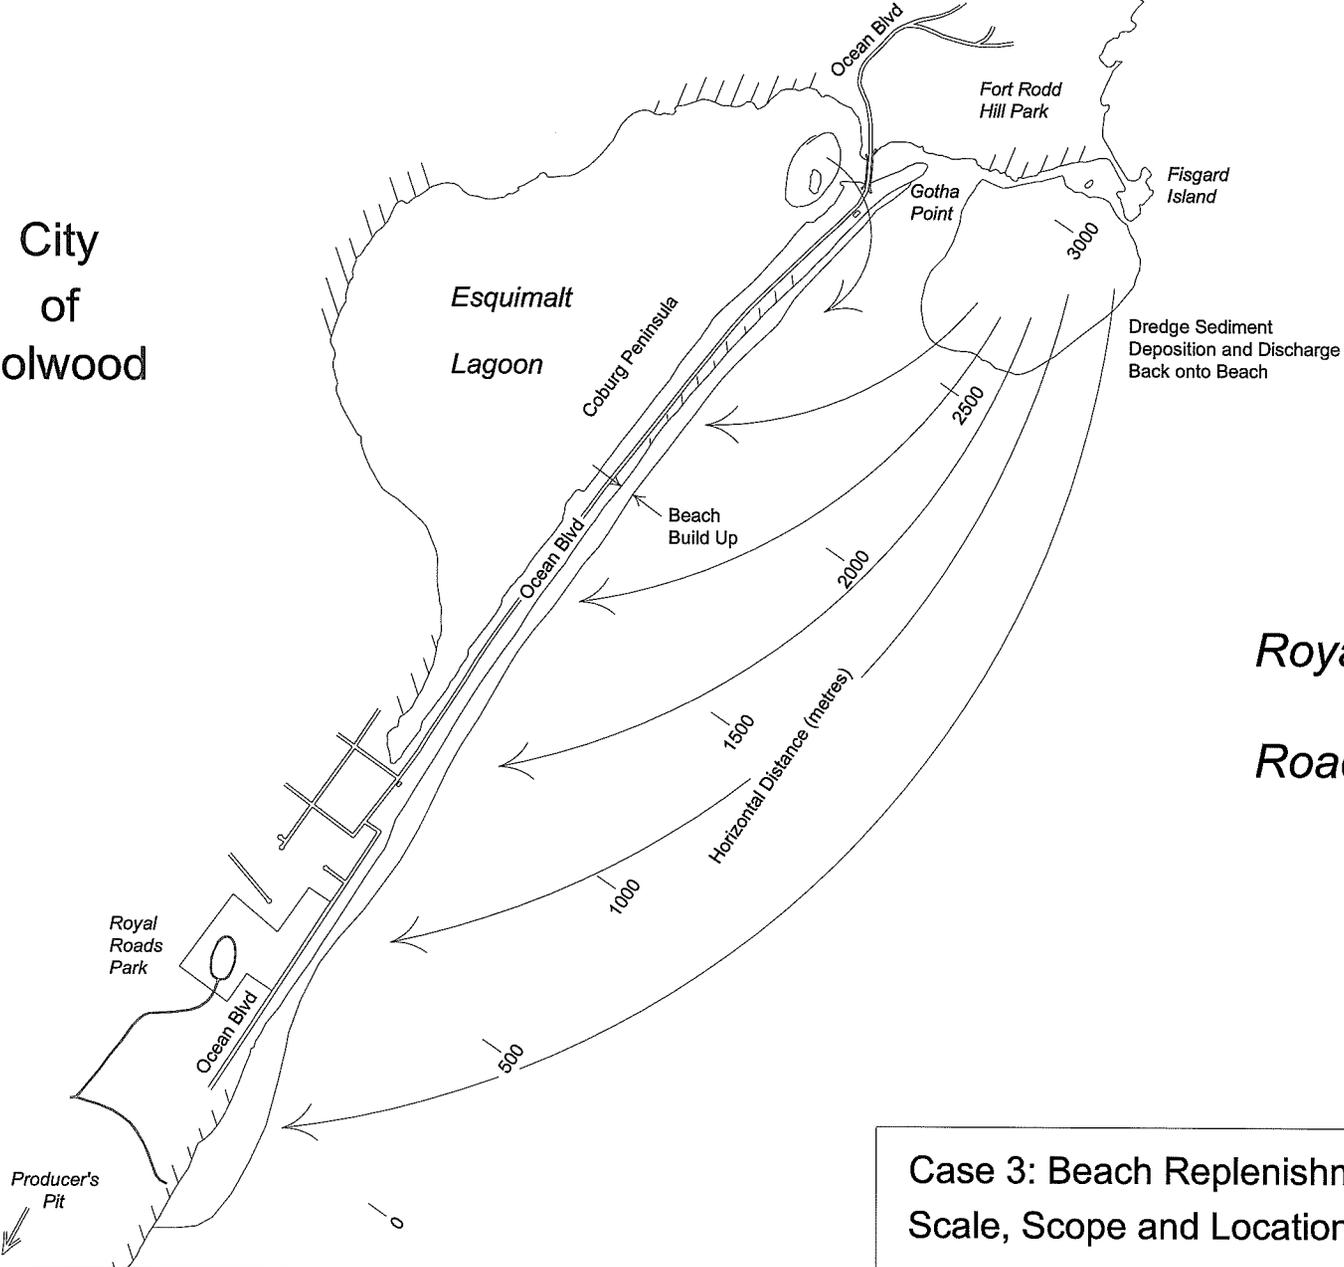 Ocean Blvd
Fort Rodd
Hill Park
Fisgard
Island
Gotha
Point
3000
City
of
olwood
Esquimalt
Lagoon
Coburg Peninsula
Dredge Sediment
Deposition and Discharge
Back onto Beach
2500
Beach
Build Up
Ocean Blvd
2000
Roya
Road
1500
Horizontal Distance (metres)
1000
Royal
Roads
Park
Ocean Blvd
500
Producer's
Pit
0
Case 3: Beach Replenishm
Scale, Scope and Location